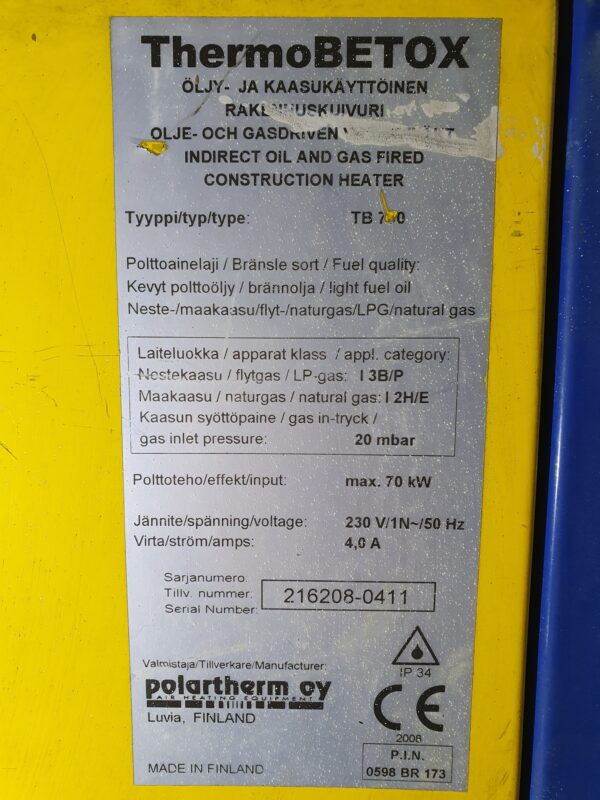 ThermoBETOX
ÖLJY- JA KAASUKÄYTTÖINEN
OLJE- OCH GASDRIVEN
INDIRECT OIL AND GAS FIRED
CONSTRUCTION HEATER
Tyyppi/typ/type: TB
Polttoainelaji / Bränsle sort / Fuel quality:
Kevyt polttoöljy / brännolja / light fuel oil
Neste-/maakaasu/flyt-/naturgas/LPG/natural gas
Laiteluokka / apparat klass / appl. category:
Nestekaasu / flytgas / LP-gas: I 3B/P
Maakaasu / naturgas / natural gas: I 2H/E
Kaasun syöttöpaine / gas in-tryck /
gas inlet pressure: 20 mbar
Polttoteho/effekt/input: max. 70 kW
Jännite/spänning/voltage: 230 V/1N~/50 Hz
Virta/ström/amps: 4,0 A
Sarjanumero:
Tillv. nummer: 216208-0411
Serial Number:
Valmistaja/Tillverkare/Manufacturer:
polartherm oy
AIR HEATING EQUIPMENT
Luvia, FINLAND
MADE IN FINLAND
IP 34
CE
2008
P.I.N.
0598 BR 173